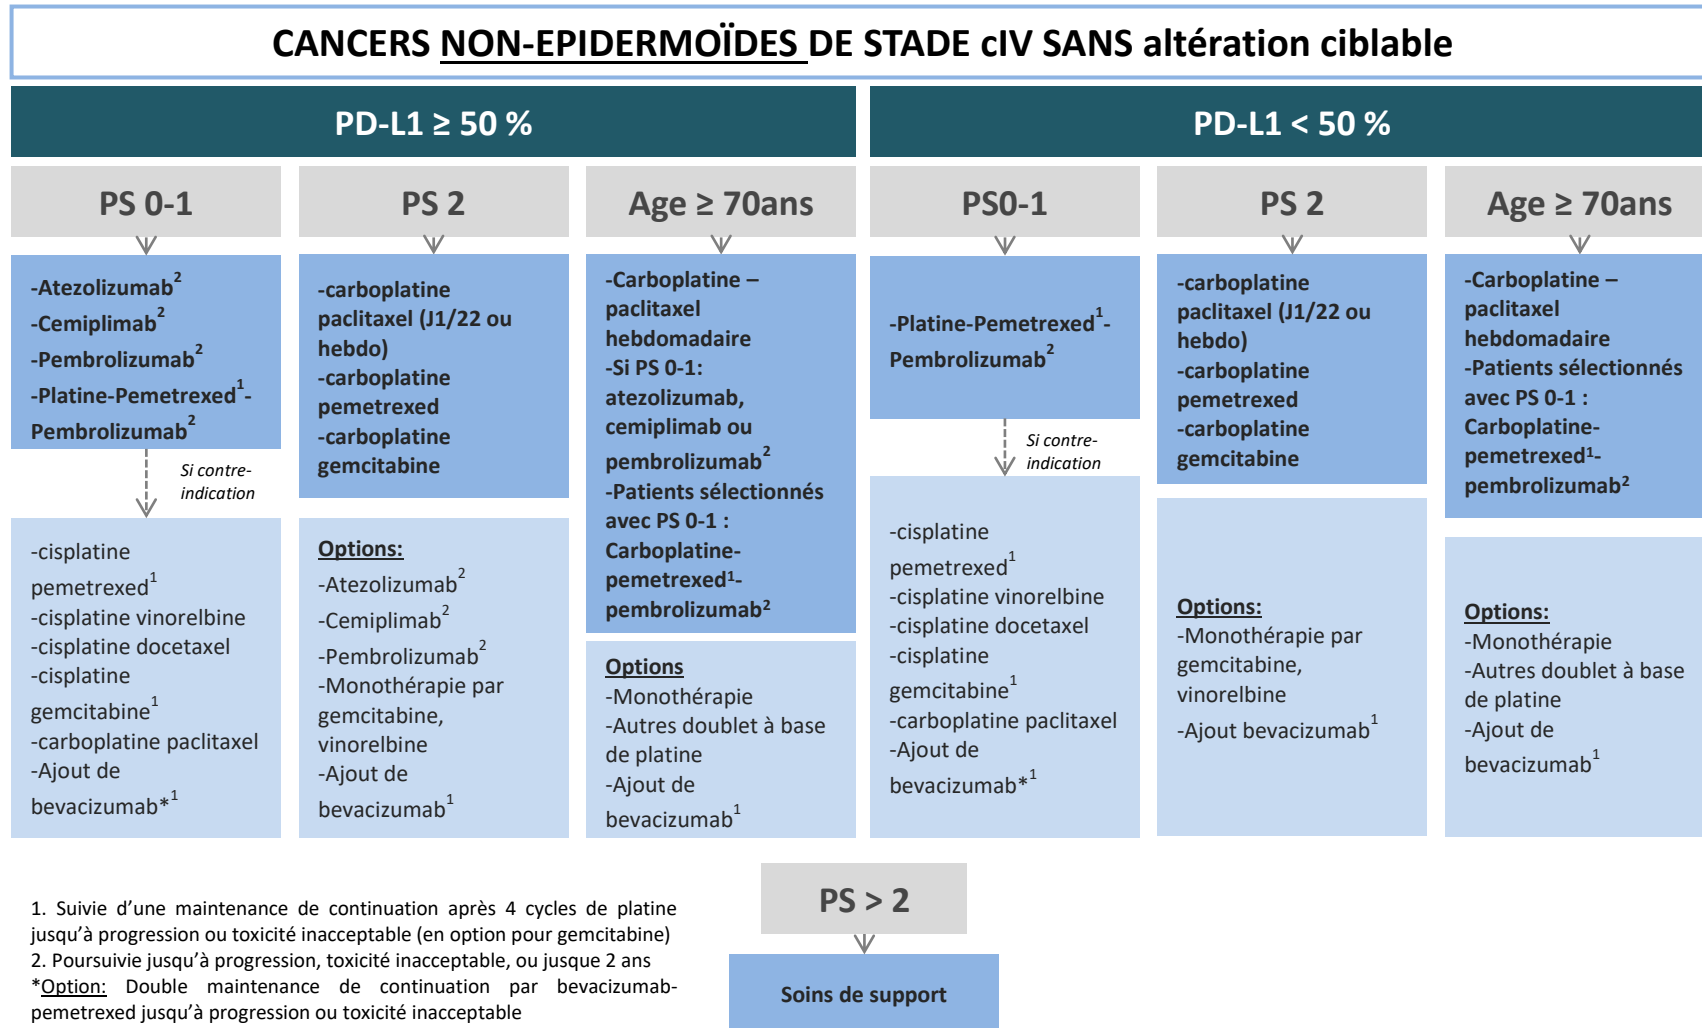 CANCERS NON-EPIDERMOÏDES DE STADE cIV SANS altération ciblable
PD-L1 ≥ 50 %
PS 0-1
-Atezolizumab²
-Cemiplimab²
-Pembrolizumab²
-Platine-Pemetrexed¹-
Pembrolizumab²
Si contre-
indication
-cisplatine
pemetrexed¹
-cisplatine vinorelbine
-cisplatine docetaxel
-cisplatine
gemcitabine¹
-carboplatine paclitaxel
-Ajout de
bevacizumab*¹
PS 2
-carboplatine
paclitaxel (J1/22 ou
hebdo)
-carboplatine
pemetrexed
-carboplatine
gemcitabine
Options:
-Atezolizumab²
-Cemiplimab²
-Pembrolizumab²
-Monothérapie par
gemcitabine,
vinorelbine
-Ajout de
bevacizumab¹
Age ≥ 70ans
-Carboplatine –
paclitaxel
hebdomadaire
-Si PS 0-1:
atezolizumab,
cemiplimab ou
pembrolizumab²
-Patients sélectionnés
avec PS 0-1 :
Carboplatine-
pemetrexed¹-
pembrolizumab²
Options
-Monothérapie
-Autres doublet à base
de platine
-Ajout de
bevacizumab¹
PD-L1 < 50 %
PS0-1
-Platine-Pemetrexed¹-
Pembrolizumab²
Si contre-
indication
-cisplatine
pemetrexed¹
-cisplatine vinorelbine
-cisplatine docetaxel
-cisplatine
gemcitabine¹
-carboplatine paclitaxel
-Ajout de
bevacizumab*¹
PS 2
-carboplatine
paclitaxel (J1/22 ou
hebdo)
-carboplatine
pemetrexed
-carboplatine
gemcitabine
Options:
-Monothérapie par
gemcitabine,
vinorelbine
-Ajout bevacizumab¹
Age ≥ 70ans
-Carboplatine –
paclitaxel
hebdomadaire
-Patients sélectionnés
avec PS 0-1 :
Carboplatine-
pemetrexed¹-
pembrolizumab²
Options:
-Monothérapie
-Autres doublet à base
de platine
-Ajout de
bevacizumab¹
1. Suivie d’une maintenance de continuation après 4 cycles de platine
jusqu’à progression ou toxicité inacceptable (en option pour gemcitabine)
2. Poursuivie jusqu’à progression, toxicité inacceptable, ou jusque 2 ans
*Option: Double maintenance de continuation par bevacizumab-
pemetrexed jusqu’à progression ou toxicité inacceptable
PS > 2
Soins de support